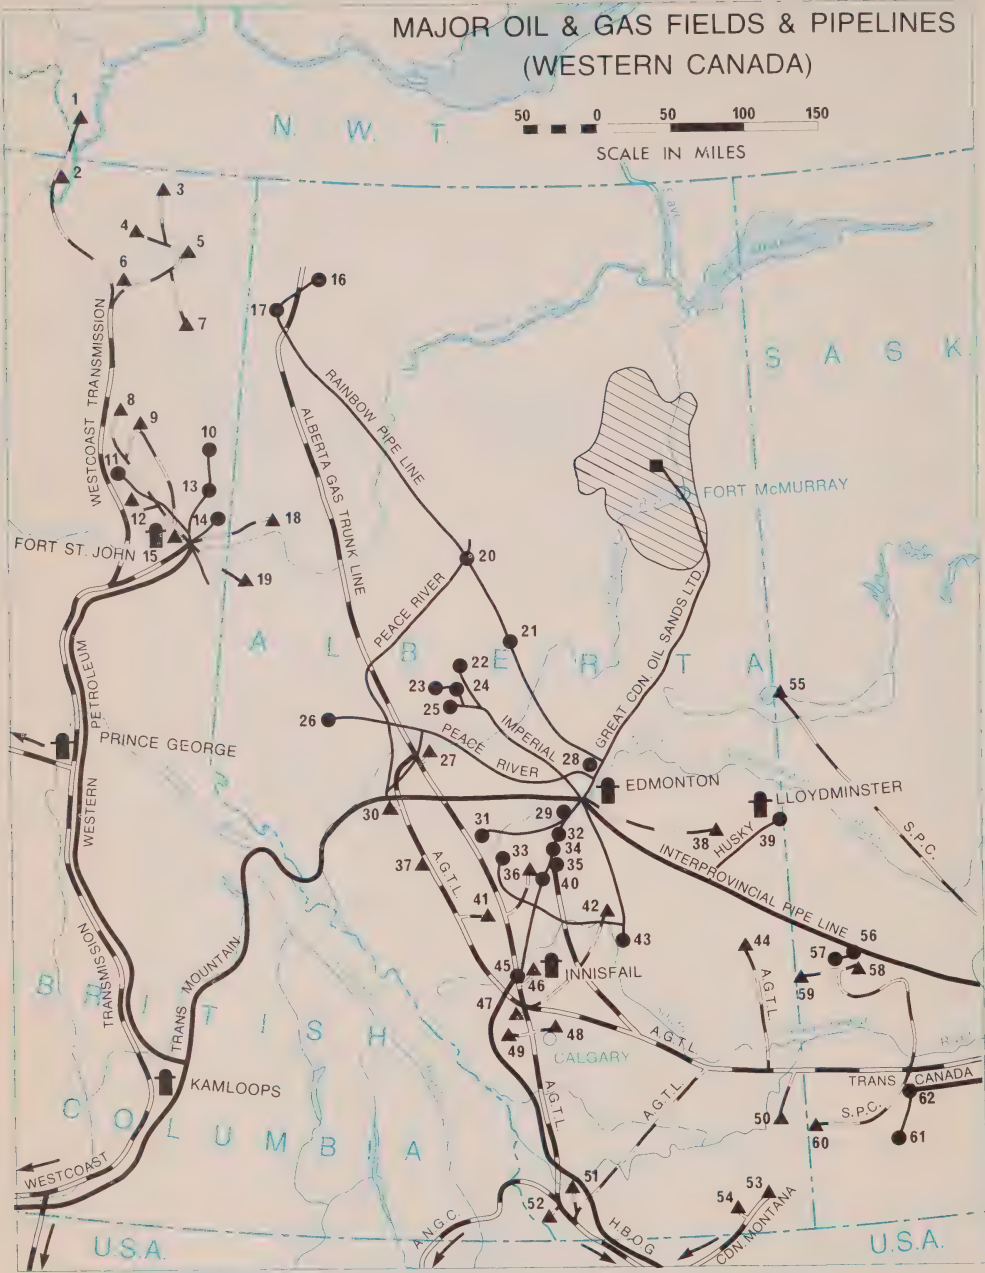 MAJOR OIL & GAS FIELDS & PIPELINES
(WESTERN CANADA)
50 0 50 100 150
SCALE IN MILES
N. W. T.
1
2
3
4
5
6
7
16
17
WESTCOAST TRANSMISSION
RAINBOW PIPE LINE
ALBERTA GAS TRUNK LINE
SASK.
8
9
10
11
12
13
14
15
18
19
FORT ST. JOHN
FORT McMURRAY
20
PEACE RIVER
21
GREAT CDN. OIL SANDS LTD.
ALBERTA
22
23
24
25
26
27
28
IMPERIAL
PEACE RIVER
55
S.P.C.
WESTERN PETROLEUM
PRINCE GEORGE
EDMONTON
LLOYDMINSTER
29
30
31
32
33
34
35
36
37
38
39
HUSKY
INTERPROVINCIAL PIPE LINE
A.G.T.L.
40
41
42
43
44
A.G.T.L.
56
57
58
59
TRANSMISSION
TRANS MOUNTAIN
45
46
INNISFAIL
47
48
49
CALGARY
A.G.T.L.
A.G.T.L.
A.G.T.L.
BRITISH
COLUMBIA
KAMLOOPS
TRANS CANADA
50
60
S.P.C.
61
62
WESTCOAST
51
52
53
54
A.N.G.C.
H.B.O.G.
CDN. MONTANA
U.S.A.
U.S.A.